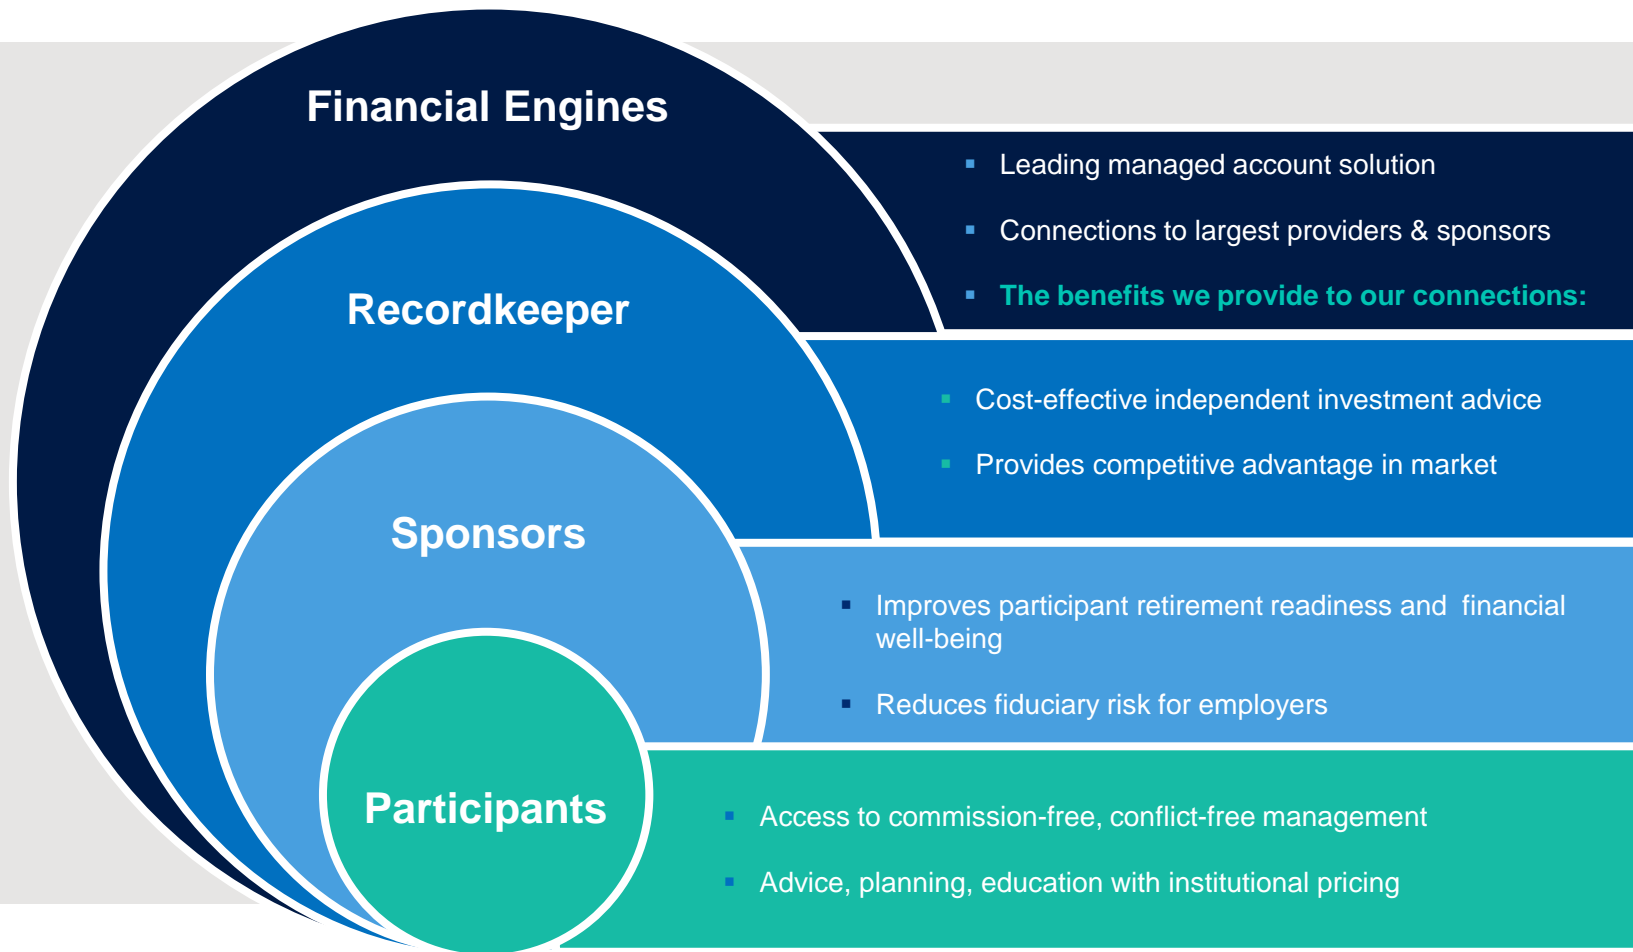 Financial Engines
Leading managed account solution
Connections to largest providers & sponsors
The benefits we provide to our connections:
Recordkeeper
Cost-effective independent investment advice
Provides competitive advantage in market
Sponsors
Improves participant retirement readiness and  financial
well-being
Reduces fiduciary risk for employers
Participants
Access to commission-free, conflict-free management
Advice, planning, education with institutional pricing